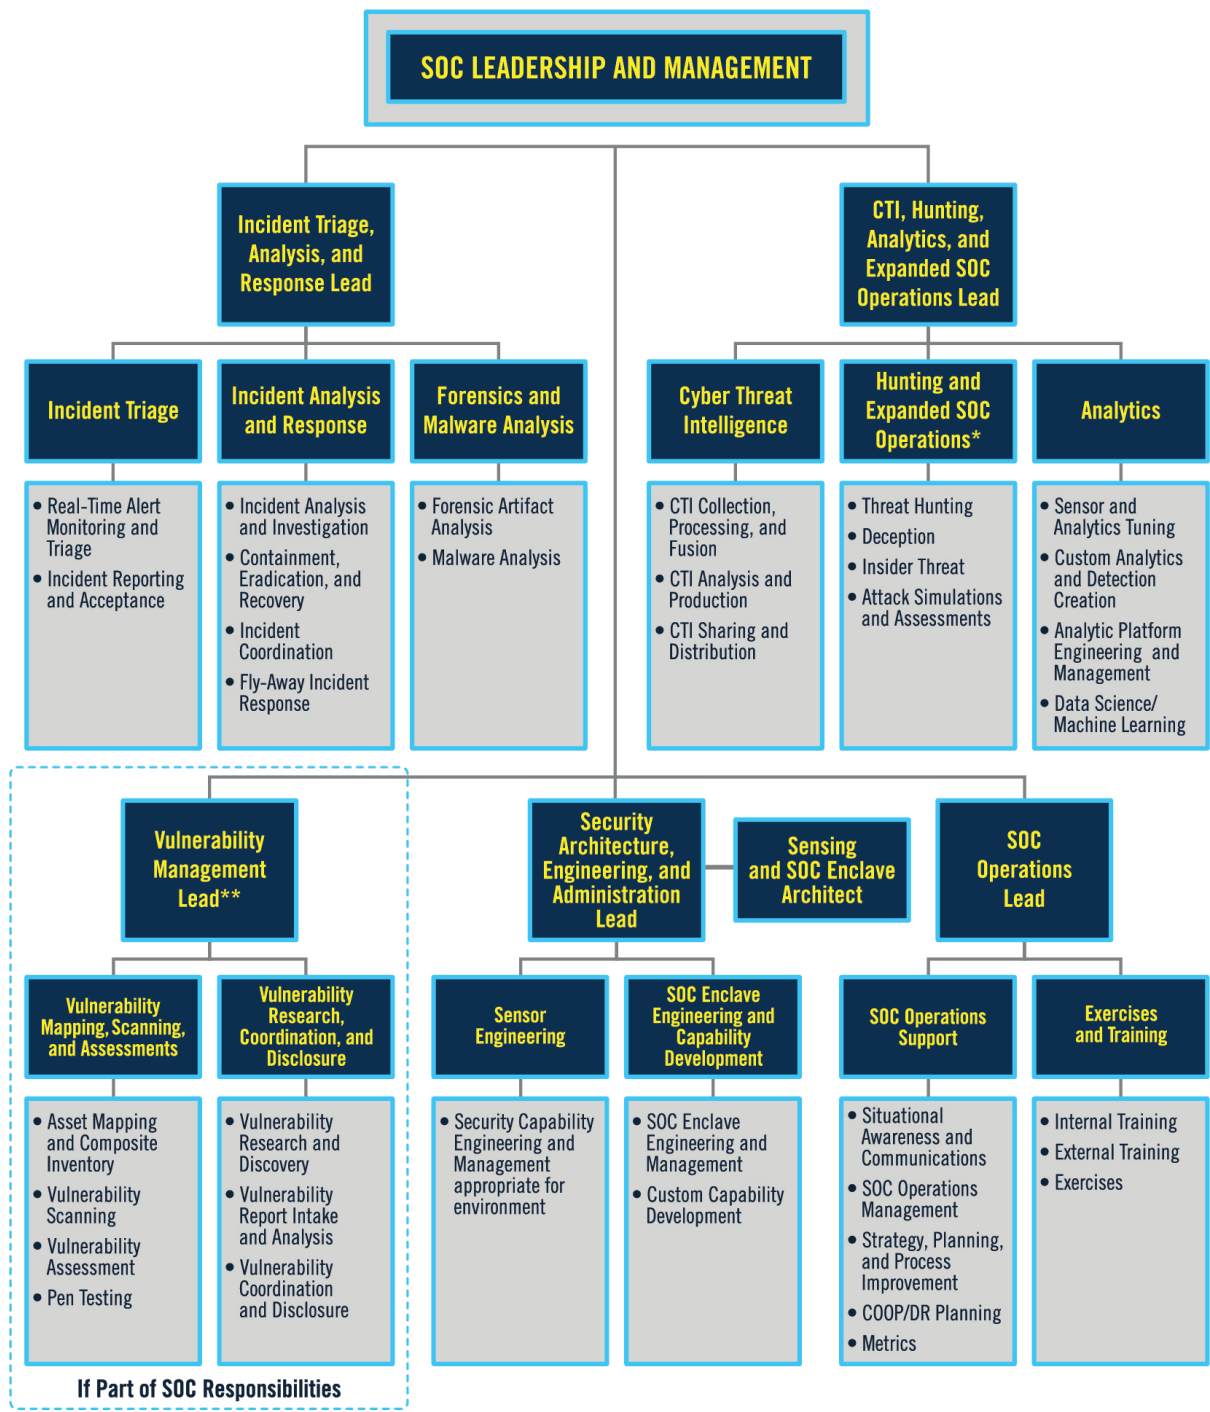 SOC LEADERSHIP AND MANAGEMENT
Incident Triage,
Analysis, and
Response Lead
CTI, Hunting,
Analytics, and
Expanded SOC
Operations Lead
Incident Triage
Incident Analysis
and Response
Forensics and
Malware Analysis
Cyber Threat
Intelligence
Hunting and
Expanded SOC
Operations*
Analytics
• Real-Time Alert
Monitoring and
Triage
• Incident Reporting
and Acceptance
• Incident Analysis
and Investigation
• Containment,
Eradication, and
Recovery
• Incident
Coordination
• Fly-Away Incident
Response
• Forensic Artifact
Analysis
• Malware Analysis
• CTI Collection,
Processing, and
Fusion
• CTI Analysis and
Production
• CTI Sharing and
Distribution
• Threat Hunting
• Deception
• Insider Threat
• Attack Simulations
and Assessments
• Sensor and
Analytics Tuning
• Custom Analytics
and Detection
Creation
• Analytic Platform
Engineering and
Management
• Data Science/
Machine Learning
Vulnerability
Management
Lead**
Security
Architecture,
Engineering, and
Administration
Lead
Sensing
and SOC Enclave
Architect
SOC
Operations
Lead
Vulnerability
Mapping, Scanning,
and Assessments
Vulnerability
Research,
Coordination, and
Disclosure
Sensor
Engineering
SOC Enclave
Engineering and
Capability
Development
SOC Operations
Support
Exercises
and Training
• Asset Mapping
and Composite
Inventory
• Vulnerability
Scanning
• Vulnerability
Assessment
• Pen Testing
• Vulnerability
Research and
Discovery
• Vulnerability
Report Intake
and Analysis
• Vulnerability
Coordination
and Disclosure
• Security Capability
Engineering and
Management
appropriate for
environment
• SOC Enclave
Engineering and
Management
• Custom Capability
Development
• Situational
Awareness and
Communications
• SOC Operations
Management
• Strategy, Planning,
and Process
Improvement
• COOP/DR Planning
• Metrics
• Internal Training
• External Training
• Exercises
If Part of SOC Responsibilities